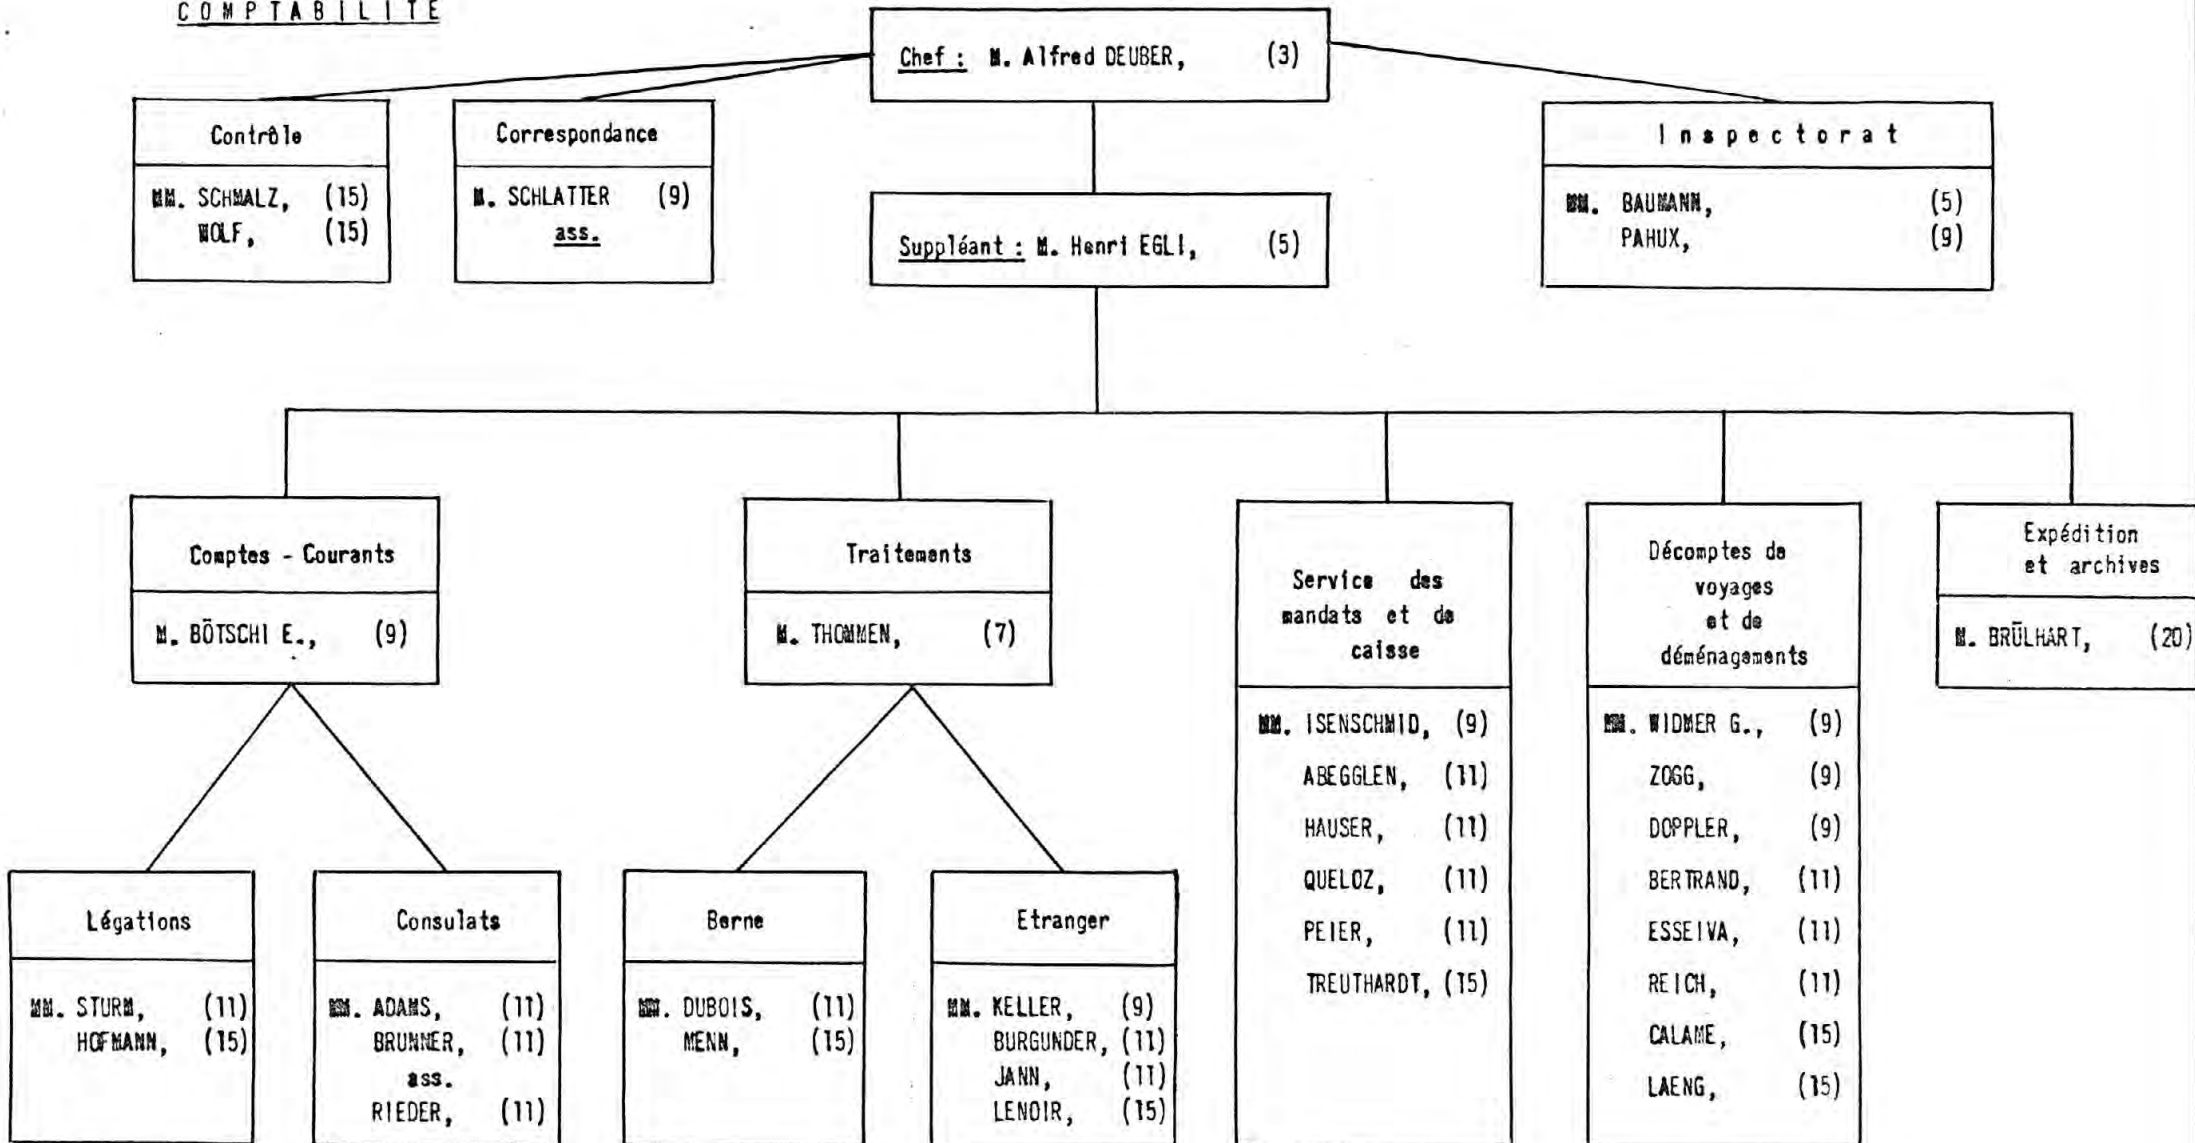 COMPTABILITE
Chef : M. Alfred DEUBER, (3)
Contrôle
MM. SCHMALZ, (15)
WOLF, (15)
Correspondance
M. SCHLATTER (9)
ass.
Inspectorat
MM. BAUMANN, (5)
PAHUX, (9)
Suppléant : M. Henri EGLI, (5)
Comptes - Courants
M. BÖTSCHI E., (9)
Traitements
M. THOMMEN, (7)
Service des
mandats et de
caisse
MM. ISENSCHMID, (9)
ABEGGLEN, (11)
HAUSER, (11)
QUELOZ, (11)
PEIER, (11)
TREUTHARDT, (15)
Décomptes de
voyages
et de
déménagements
MM. WIDMER G., (9)
ZOGG, (9)
DOPPLER, (9)
BERTRAND, (11)
ESSEIVA, (11)
REICH, (11)
CALAME, (15)
LAENG, (15)
Expédition
et archives
M. BRÜLHART, (20)
Légations
MM. STURM, (11)
HOFMANN, (15)
Consulats
MM. ADAMS, (11)
BRUNNER, (11)
ass.
RIEDER, (11)
Berne
MM. DUBOIS, (11)
MENN, (15)
Etranger
MM. KELLER, (9)
BURGUNDER, (11)
JANN, (11)
LENOIR, (15)